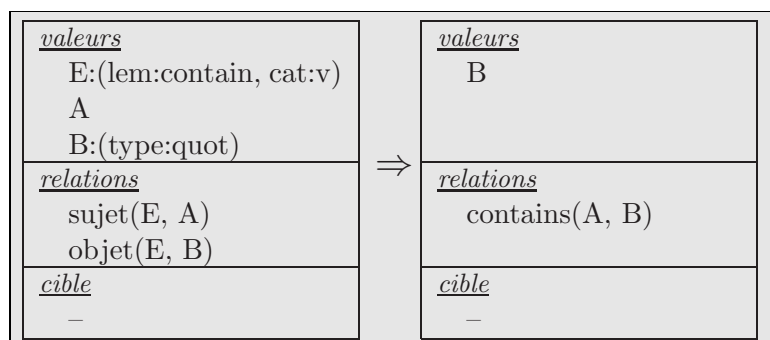 valeurs
E:(lem:contain, cat:v)
A
B:(type:quot)
relations
sujet(E, A)
objet(E, B)
cible
–
⇒
valeurs
B
relations
contains(A, B)
cible
–